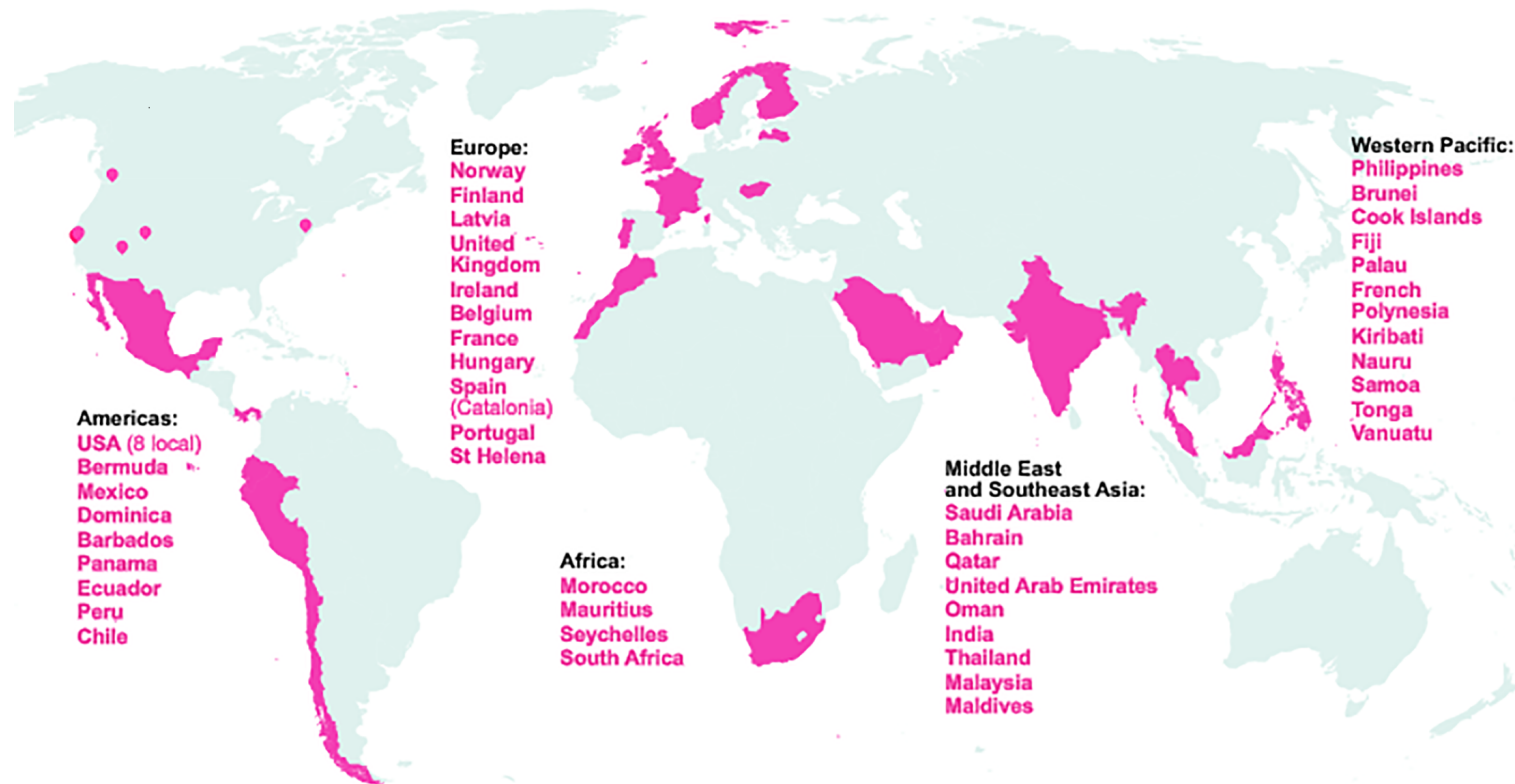 Europe:
Norway
Finland
Latvia
United
Kingdom
Ireland
Belgium
France
Hungary
Spain
(Catalonia)
Portugal
St Helena
Western Pacific:
Philippines
Brunei
Cook Islands
Fiji
Palau
French
Polynesia
Kiribati
Nauru
Samoa
Tonga
Vanuatu
Americas:
USA (8 local)
Bermuda
Mexico
Dominica
Barbados
Panama
Ecuador
Peru
Chile
Africa:
Morocco
Mauritius
Seychelles
South Africa
Middle East
and Southeast Asia:
Saudi Arabia
Bahrain
Qatar
United Arab Emirates
Oman
India
Thailand
Malaysia
Maldives